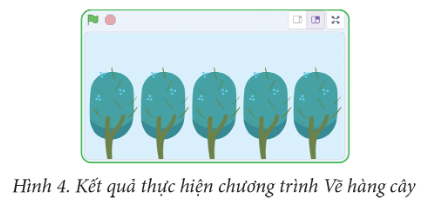 Hình 4. Kết quả thực hiện chương trình Vẽ hàng cây